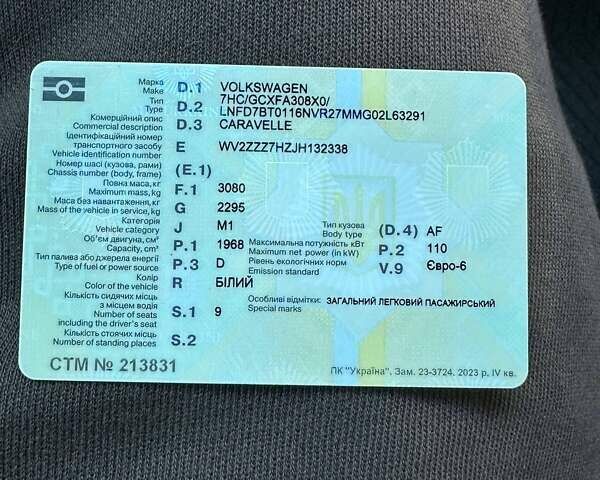 Марка D.1 VOLKSWAGEN
Make
Тип D.2 7HC/GCXFA308X0/
Type LNFD7BT0116NVR27MMG02L63291
Комерційний опис
Commercial description D.3 CARAVELLE
Ідентифікаційний номер
транспортного засобу E WV2ZZZ7HZJH132338
Vehicle identification number
Номер шасі (кузова, рами) (E.1)
Chassis number (body, frame)
Повна маса, кг F.1 3080
Maximum mass, kg
Маса без навантаження, кг G 2295
Mass of the vehicle in service, kg
Категорія J M1 Тип кузова (D.4) AF
Vehicle category Body type
Об'єм двигуна, см³ P.1 1968 Максимальна потужність кВт P.2 110
Capacity, cm³ Maximum net power (in kW)
Тип палива або джерела енергії P.3 D Рівень екологічних норм V.9 Євро-6
Type of fuel or power source Emission standard
Колір R БІЛИЙ
Color of the vehicle
Кількість сидячих місць Особливі відмітки: ЗАГАЛЬНИЙ ЛЕГКОВИЙ ПАСАЖИРСЬКИЙ
з місцем водія S.1 9 Special marks
Number of seats
including the driver's seat
Кількість стоячих місць S.2
Number of standing places
СТМ № 213831 ПК "Україна". Зам. 23-3724. 2023 р. IV кв.